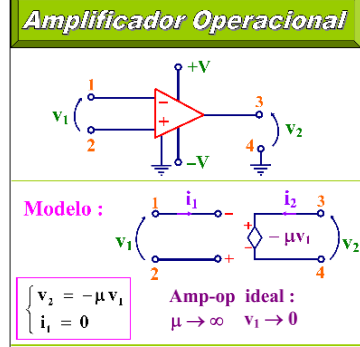 Amplificador Operacional
+V
1
−
3
v₁
+
v₂
2
4
−V
Modelo :
1 i₁ −
i₂ 3
v₁
+ − μv₁
−
v₂
2 +
4
v₂ = −μ v₁
i₁ = 0
Amp-op ideal :
μ → ∞ v₁ → 0